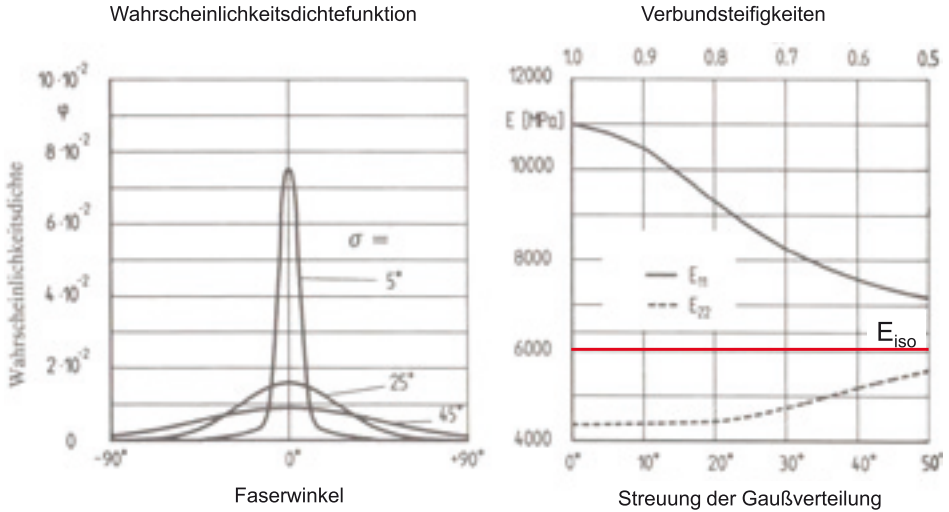 Wahrscheinlichkeitsdichtefunktion
10·10⁻²
φ
8·10⁻²
6·10⁻²
4·10⁻²
2·10⁻²
0
Wahrscheinlichkeitsdichte
σ =
5°
25°
45°
-90° 0° +90°
Faserwinkel
Verbundsteifigkeiten
1.0 0.9 0.8 0.7 0.6 0.5
12000
E [MPa]
10000
8000
6000
4000
E₁₁
E₂₂
E_iso
0° 10° 20° 30° 40° 50°
Streuung der Gaußverteilung